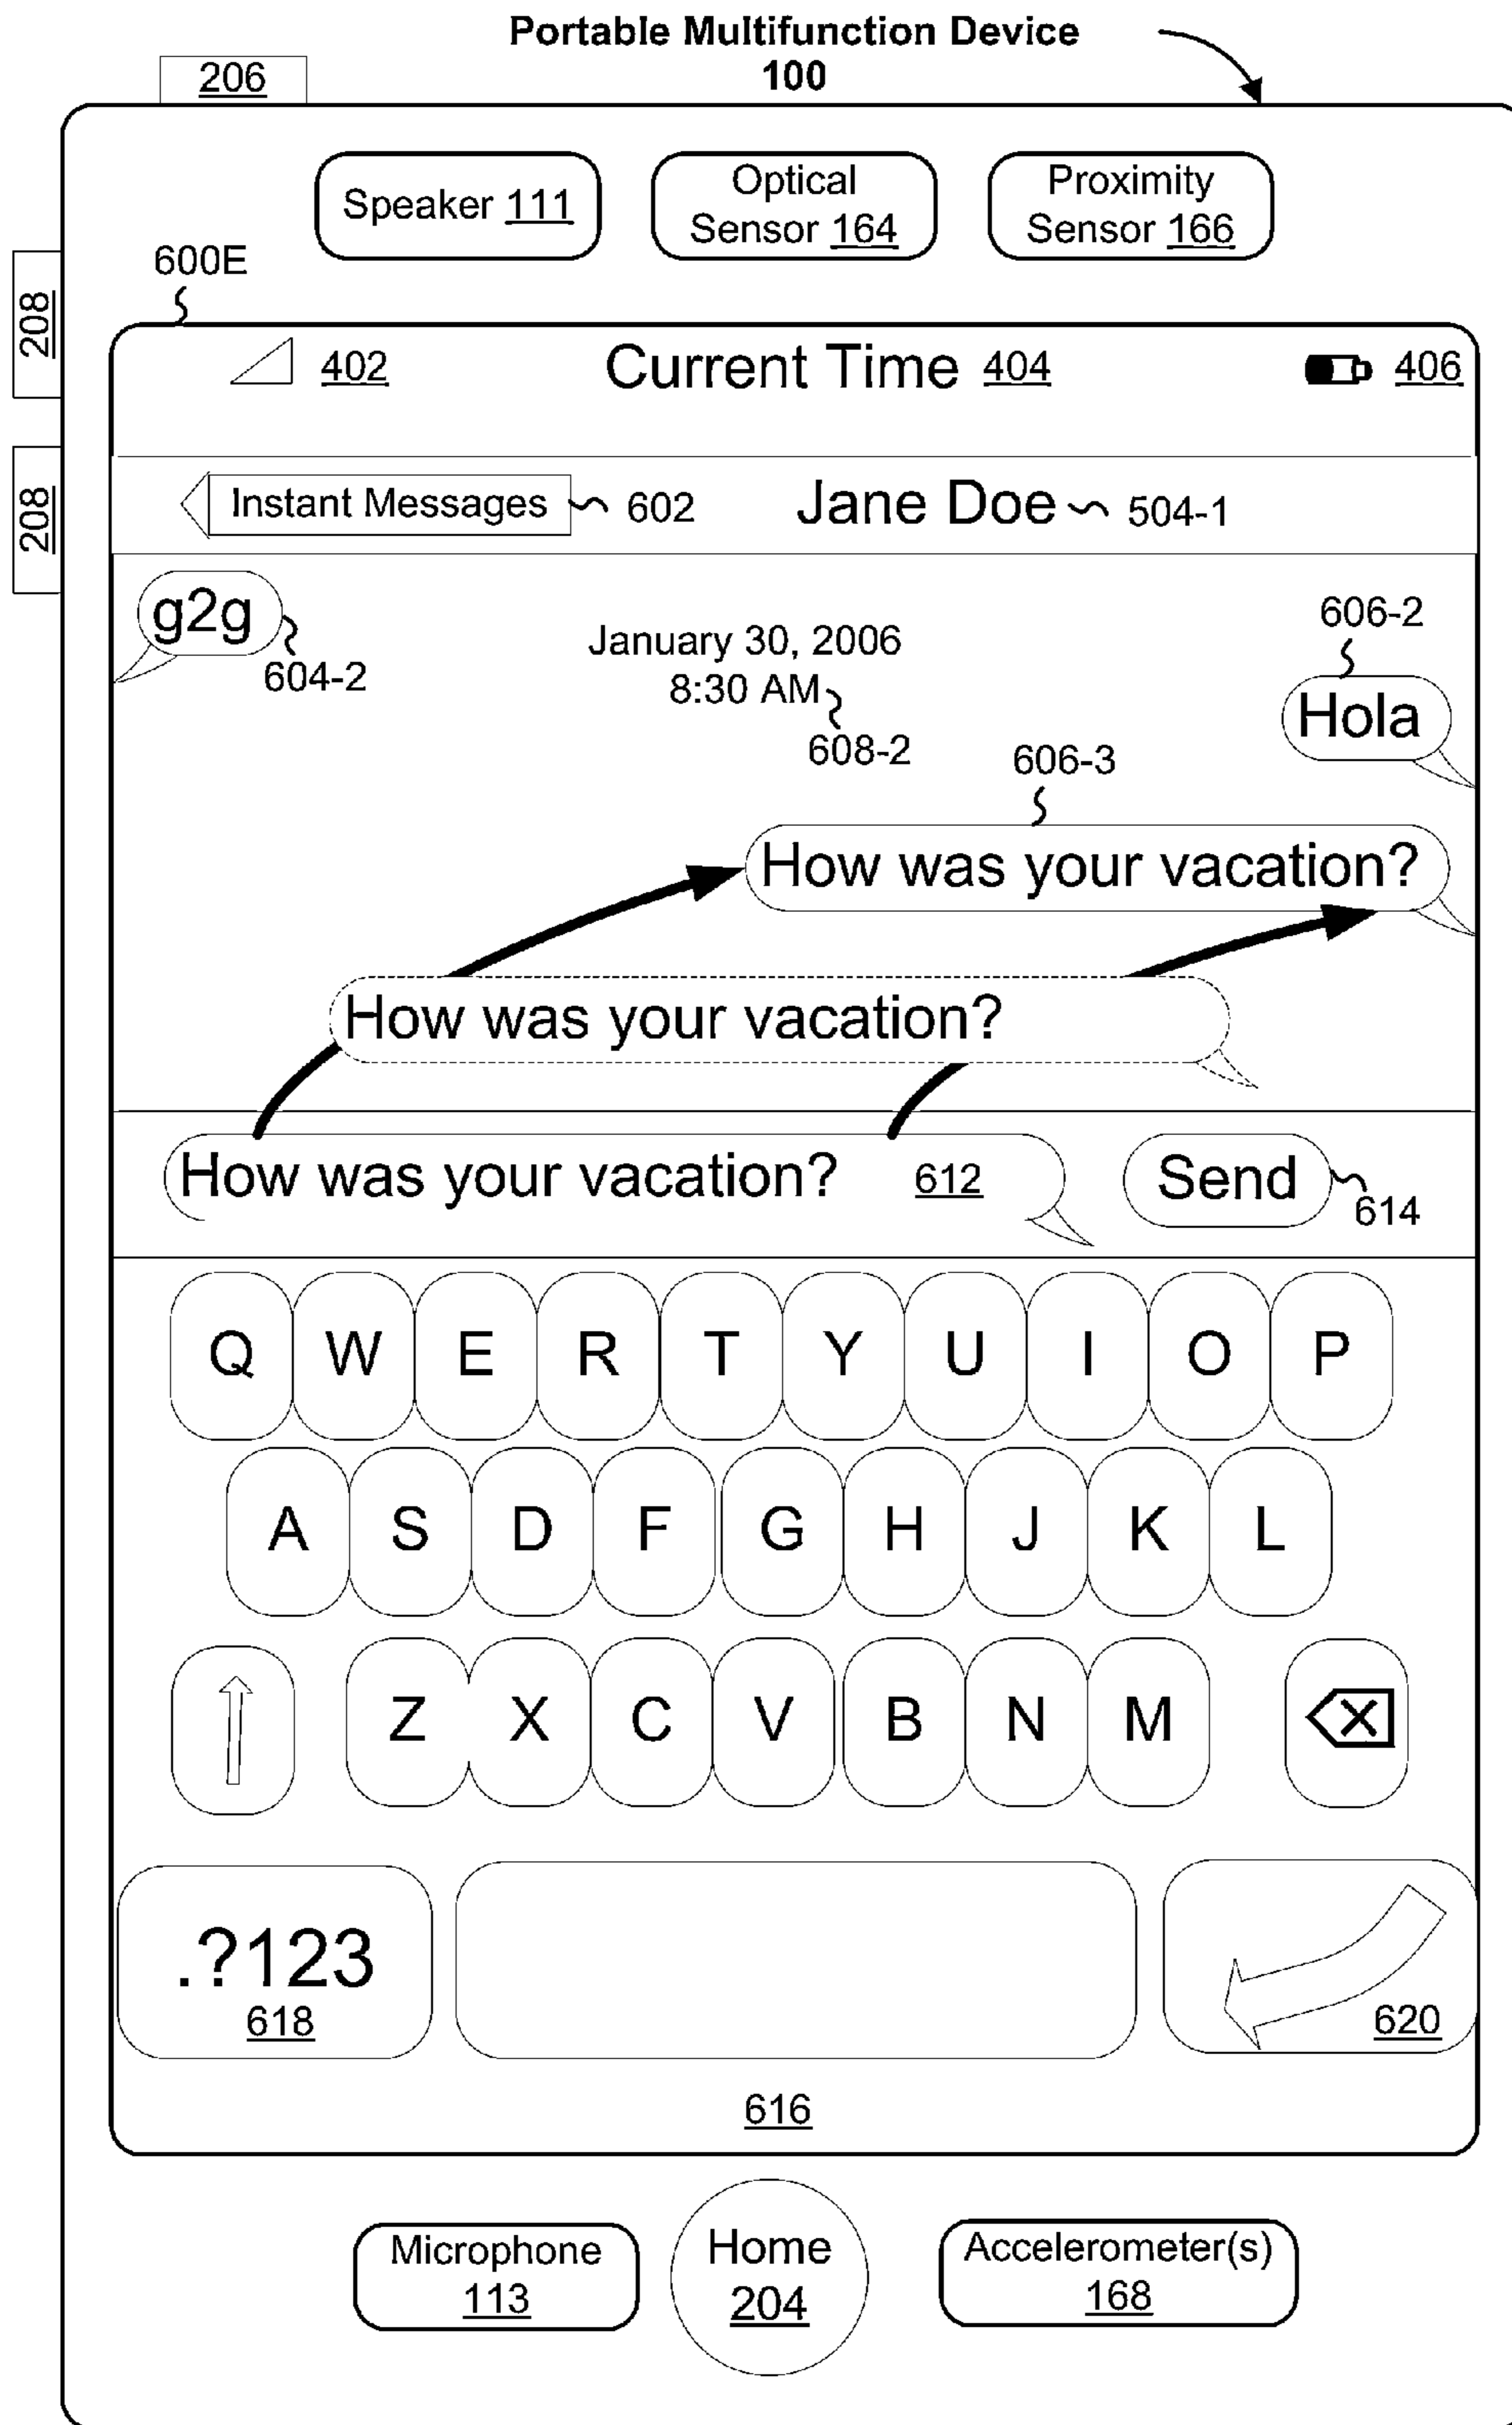 Portable Multifunction Device
100
206
Speaker 111
Optical
Sensor 164
Proximity
Sensor 166
208
600E
402
Current Time 404
406
208
Instant Messages
602
Jane Doe
504-1
g2g
604-2
January 30, 2006
8:30 AM
608-2
606-2
Hola
606-3
How was your vacation?
How was your vacation?
How was your vacation?
612
Send
614
Q W E R T Y U I O P
A S D F G H J K L
Z X C V B N M
.?123
618
620
616
Microphone
113
Home
204
Accelerometer(s)
168